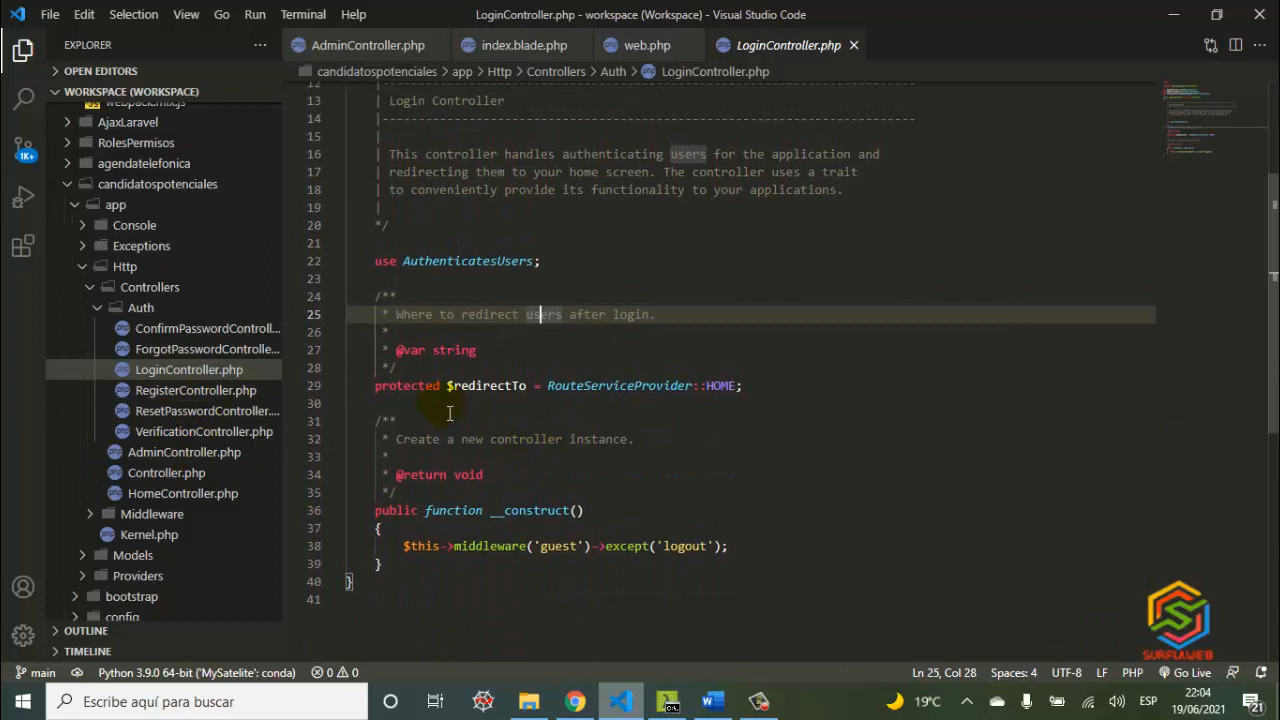 File Edit Selection View Go Run Terminal Help LoginController.php - workspace (Workspace) - Visual Studio Code
EXPLORER
AdminController.php index.blade.php web.php LoginController.php
OPEN EDITORS
candidatospotenciales > app > Http > Controllers > Auth > LoginController.php
WORKSPACE (WORKSPACE)
webpack.mix.js
AjaxLaravel
RolesPermisos
agendatelefonica
candidatospotenciales
app
Console
Exceptions
Http
Controllers
Auth
ConfirmPasswordControll...
ForgotPasswordControlle...
LoginController.php
RegisterController.php
ResetPasswordController....
VerificationController.php
AdminController.php
Controller.php
HomeController.php
Middleware
Kernel.php
Models
Providers
bootstrap
config
OUTLINE
TIMELINE
12 |--------------------------------------------------------------------------
13 | Login Controller
14 |--------------------------------------------------------------------------
15 |
16 | This controller handles authenticating users for the application and
17 | redirecting them to your home screen. The controller uses a trait
18 | to conveniently provide its functionality to your applications.
19 |
20 */
21
22 use AuthenticatesUsers;
23
24 /**
25 * Where to redirect users after login.
26 *
27 * @var string
28 */
29 protected $redirectTo = RouteServiceProvider::HOME;
30
31 /**
32 * Create a new controller instance.
33 *
34 * @return void
35 */
36 public function __construct()
37 {
38 $this->middleware('guest')->except('logout');
39 }
40 }
41
SURFLAWEB
1K+
main Python 3.9.0 64-bit ('MySatelite': conda) 0 0 Ln 25, Col 28 Spaces: 4 UTF-8 LF PHP Go Live
Escribe aquí para buscar
19°C ESP 22:04
19/06/2021
21